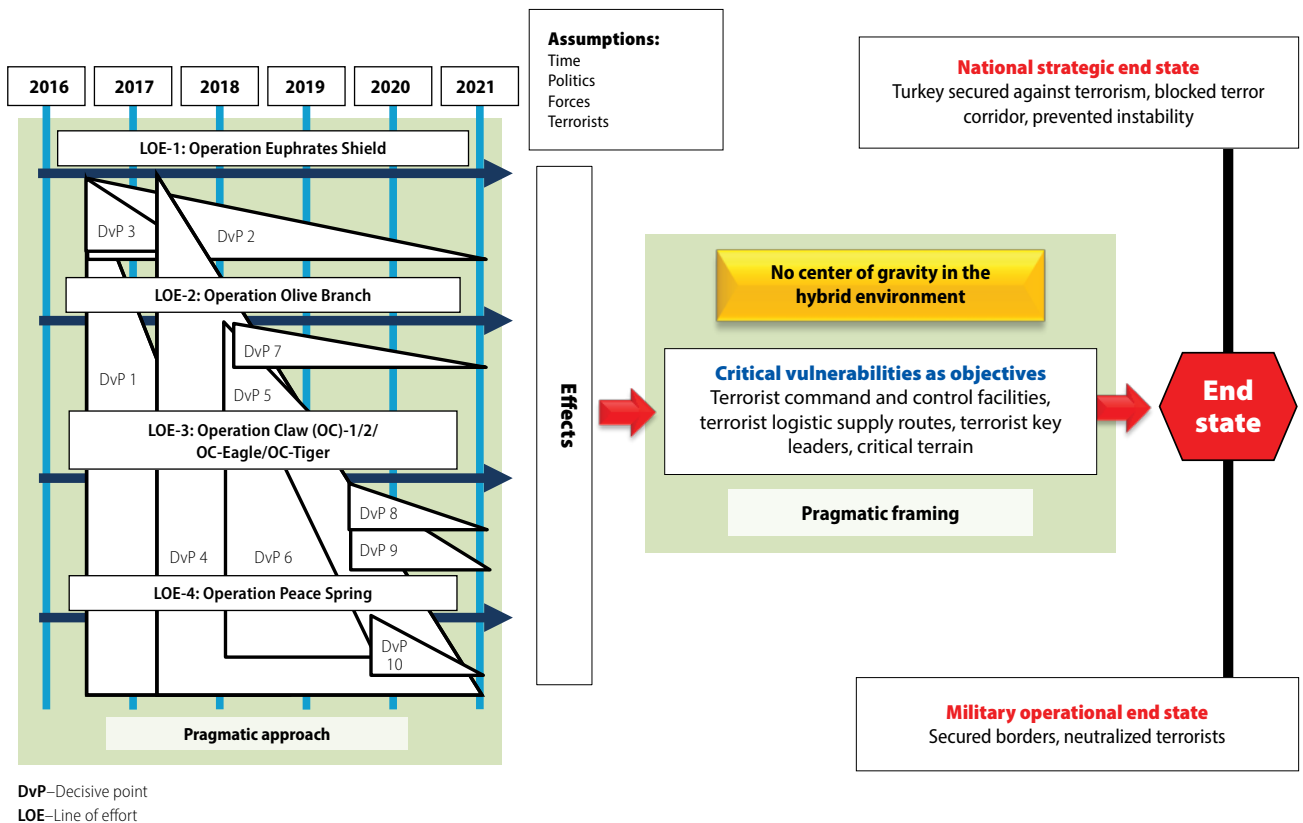 2016
2017
2018
2019
2020
2021
LOE-1: Operation Euphrates Shield
DvP 3
DvP 2
LOE-2: Operation Olive Branch
DvP 7
DvP 1
DvP 5
LOE-3: Operation Claw (OC)-1/2/
OC-Eagle/OC-Tiger
DvP 8
DvP 9
DvP 4
DvP 6
LOE-4: Operation Peace Spring
DvP
10
Pragmatic approach
DvP–Decisive point
LOE–Line of effort
Assumptions:
Time
Politics
Forces
Terrorists
Effects
No center of gravity in the
hybrid environment
Critical vulnerabilities as objectives
Terrorist command and control facilities,
terrorist logistic supply routes, terrorist key
leaders, critical terrain
Pragmatic framing
National strategic end state
Turkey secured against terrorism, blocked terror
corridor, prevented instability
End
state
Military operational end state
Secured borders, neutralized terrorists